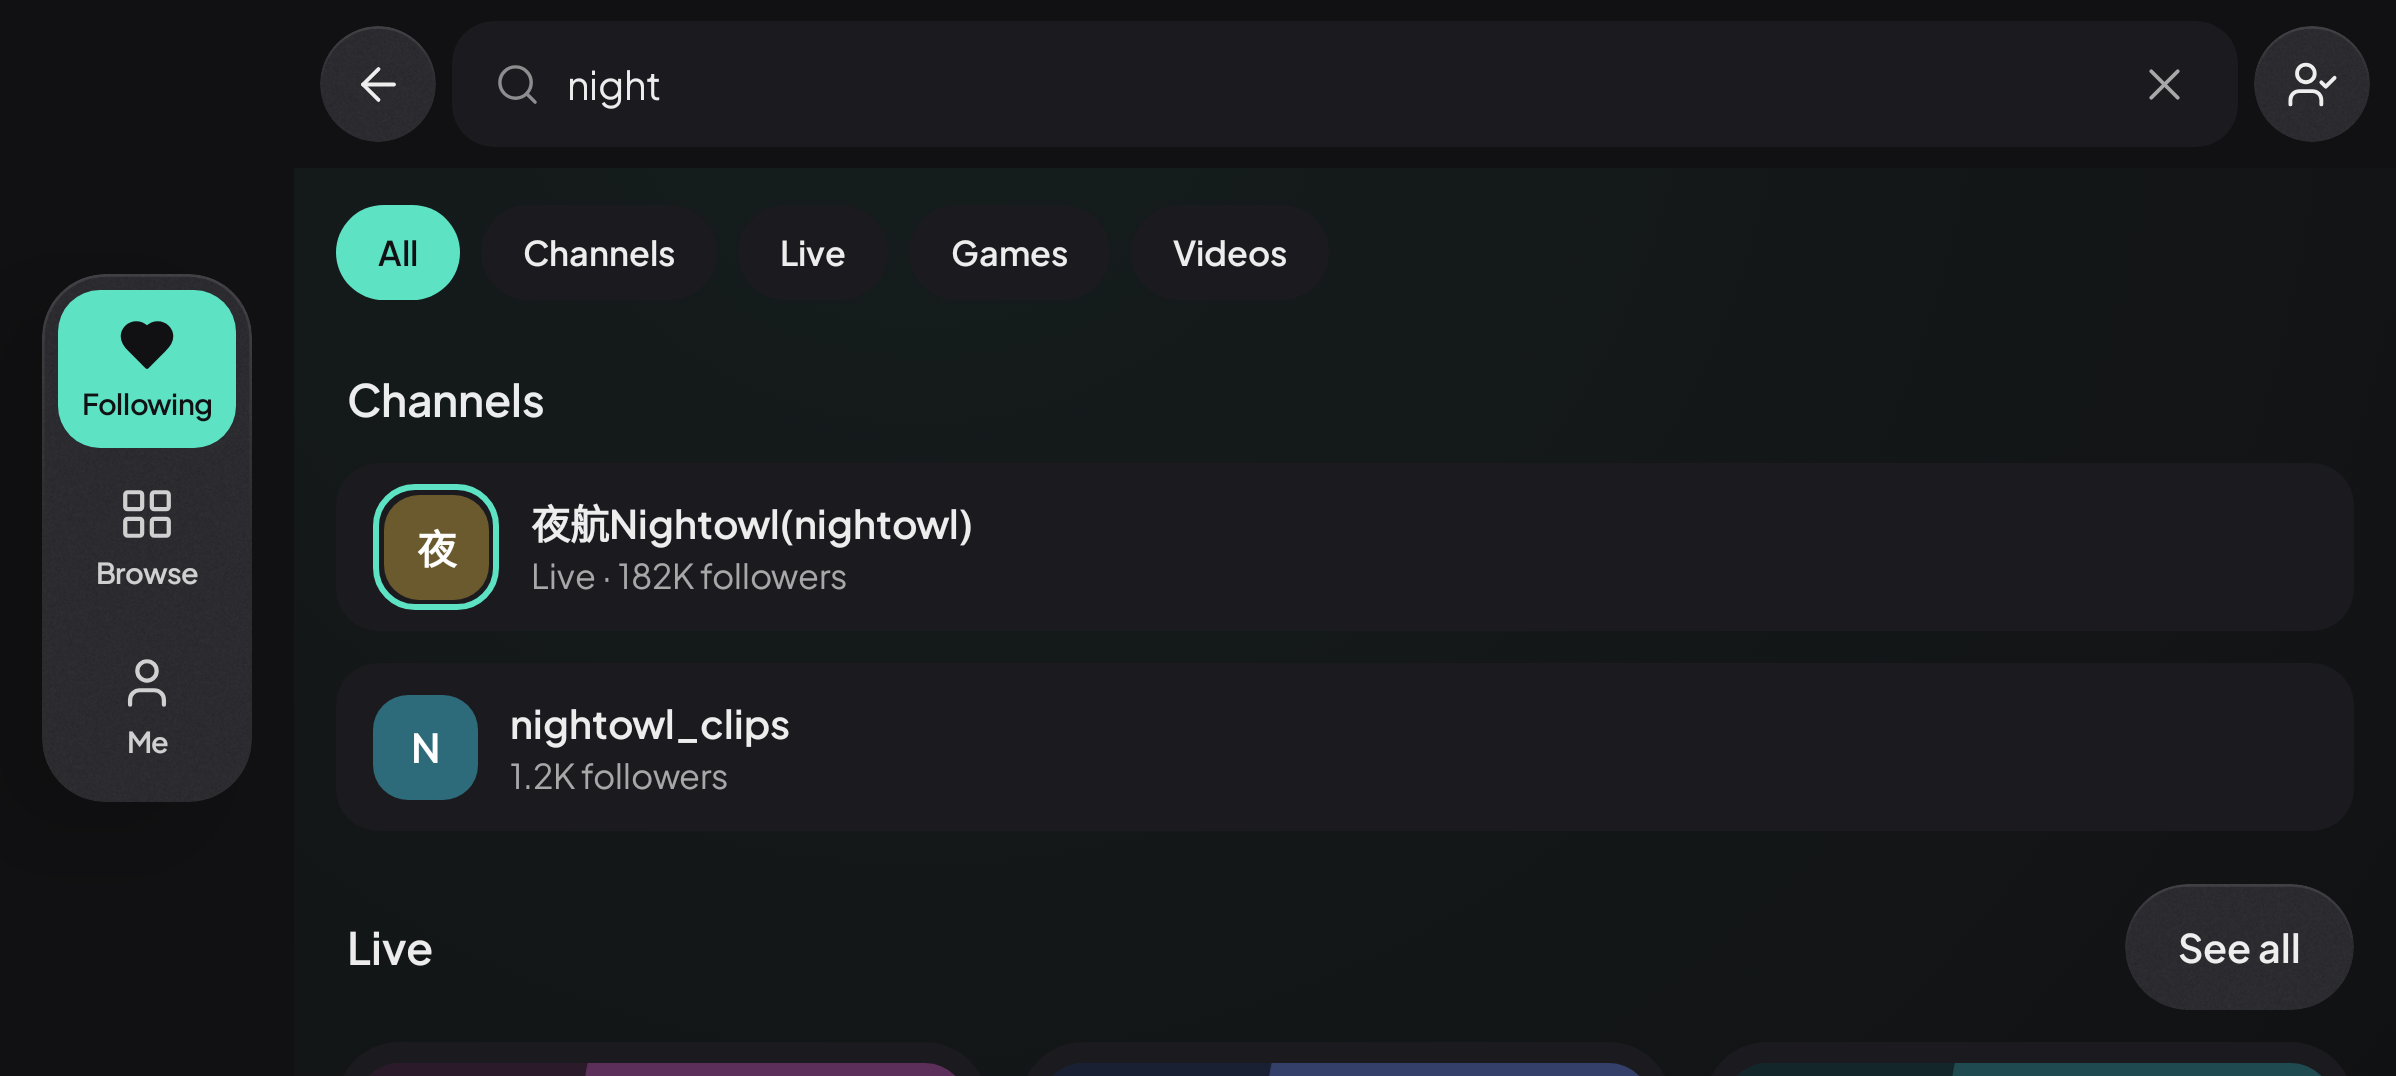 night
All
Channels
Live
Games
Videos
Following
Browse
Me
Channels
夜
夜航Nightowl(nightowl)
Live · 182K followers
N
nightowl_clips
1.2K followers
Live
See all